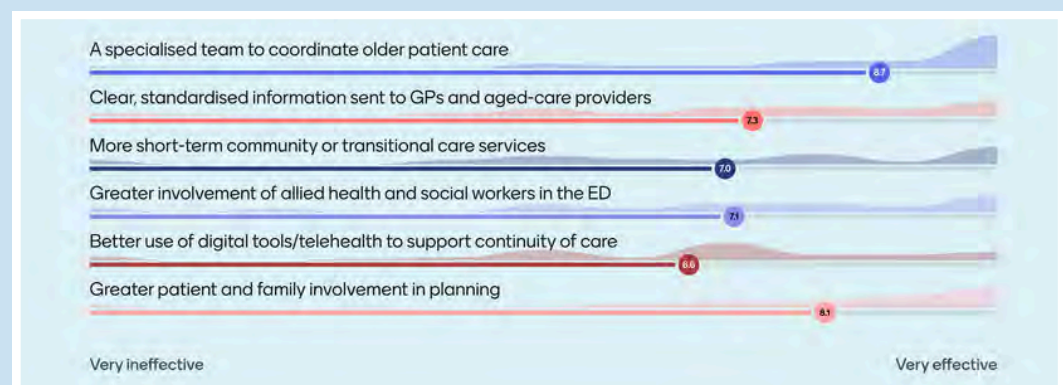 A specialised team to coordinate older patient care
8.7
Clear, standardised information sent to GPs and aged-care providers
7.3
More short-term community or transitional care services
7.0
Greater involvement of allied health and social workers in the ED
7.1
Better use of digital tools/telehealth to support continuity of care
6.6
Greater patient and family involvement in planning
8.1
Very ineffective
Very effective